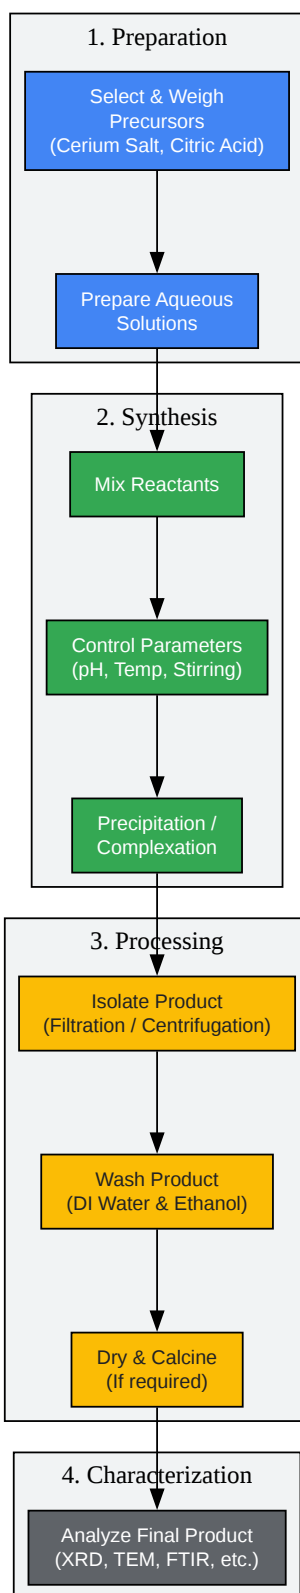 1. Preparation
Select & Weigh
Precursors
(Cerium Salt, Citric Acid)
Prepare Aqueous
Solutions
2. Synthesis
Mix Reactants
Control Parameters
(pH, Temp, Stirring)
Precipitation /
Complexation
3. Processing
Isolate Product
(Filtration / Centrifugation)
Wash Product
(DI Water & Ethanol)
Dry & Calcine
(If required)
4. Characterization
Analyze Final Product
(XRD, TEM, FTIR, etc.)